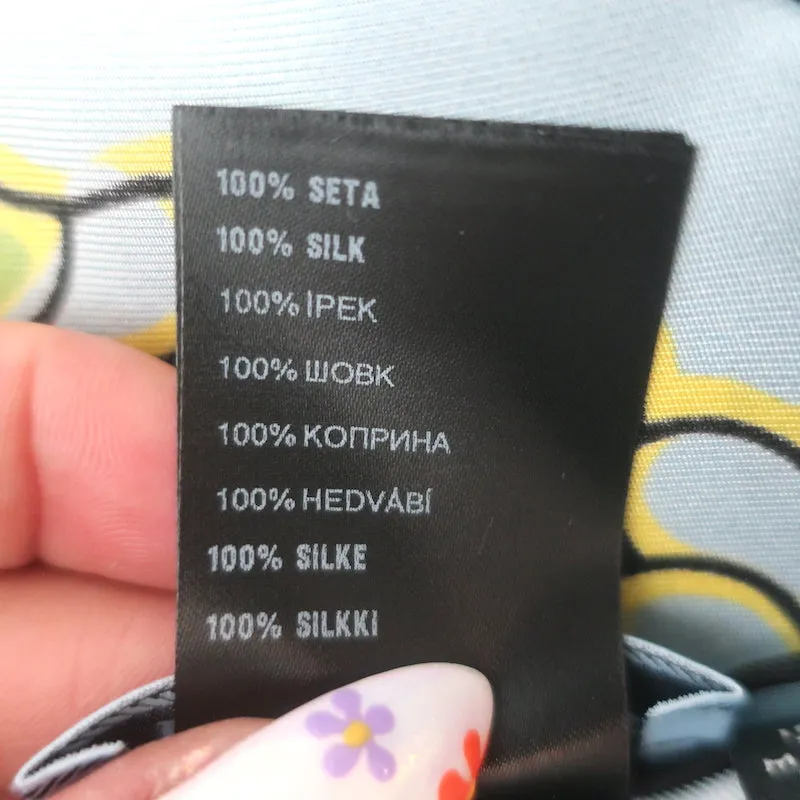 100% SETA
100% SILK
100% İPEK
100% ШОВК
100% КОПРИНА
100% HEDVÁBÍ
100% SILKE
100% SILKKI